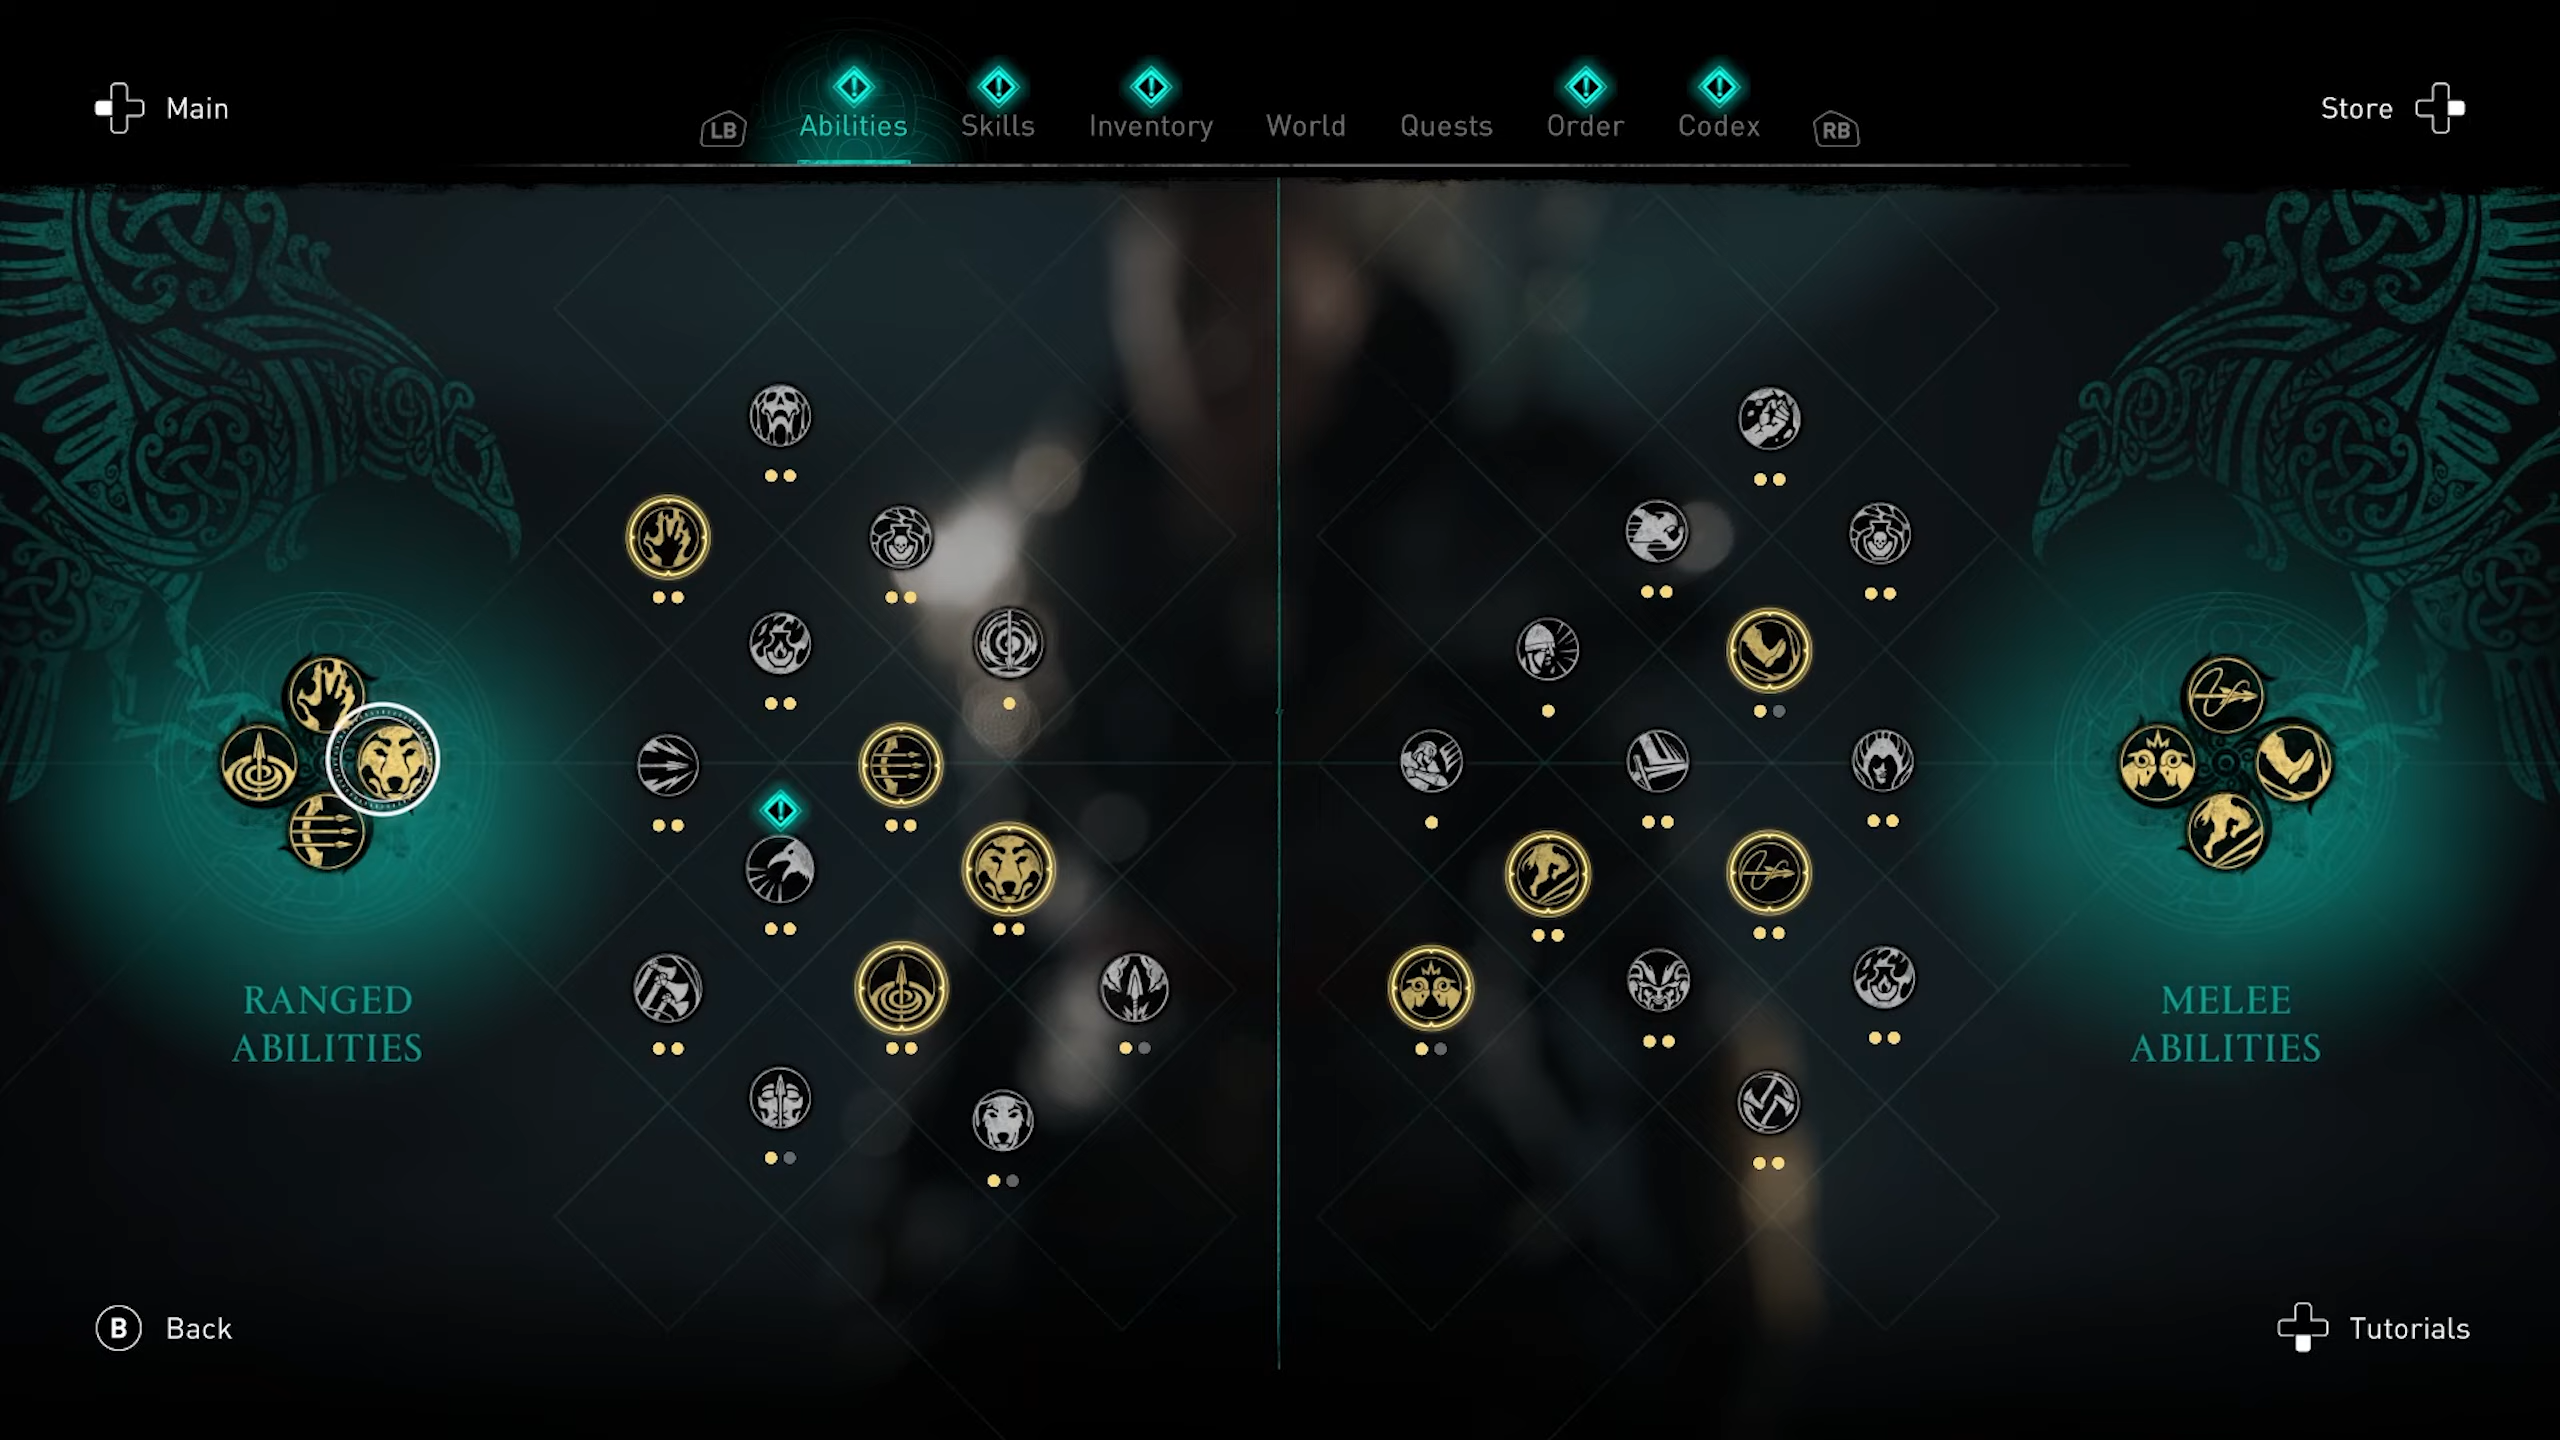 Main
LB
Abilities
Skills
Inventory
World
Quests
Order
Codex
RB
Store
RANGED
ABILITIES
MELEE
ABILITIES
B Back
Tutorials